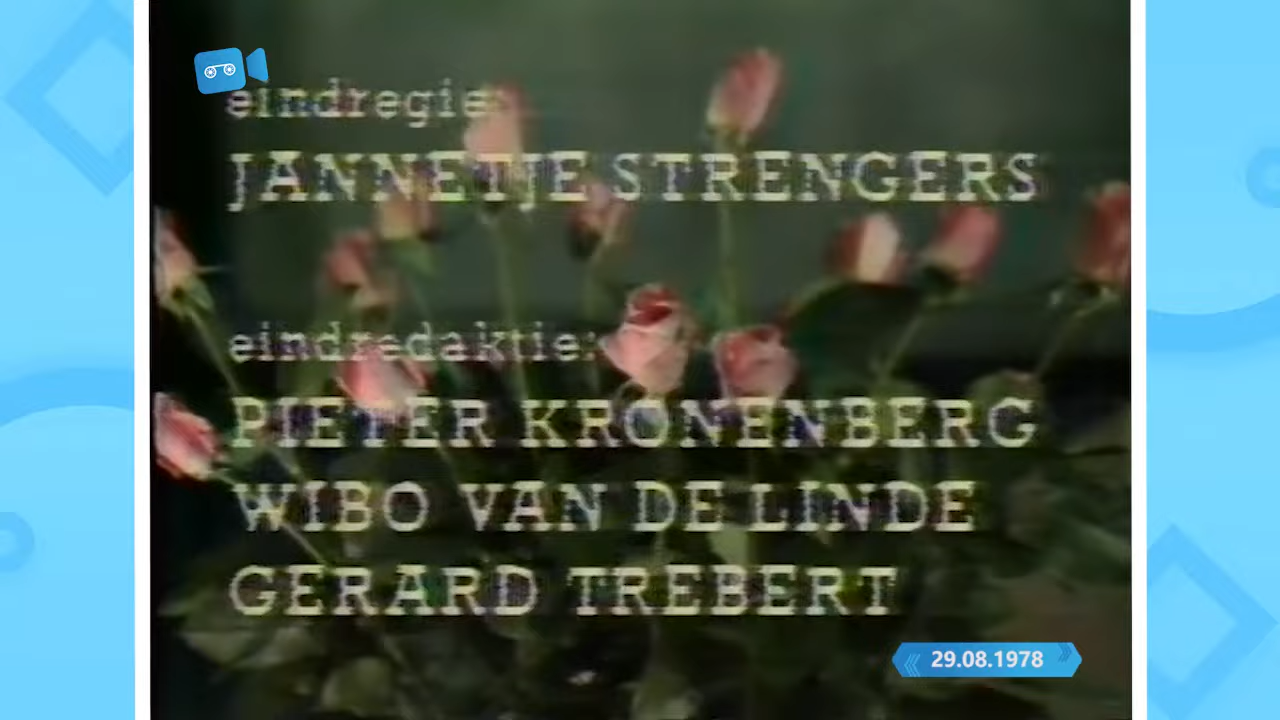 eindregie:
JANNETJE STRENGERS
eindredaktie:
PIETER KRONENBERG
WIBO VAN DE LINDE
GERARD TREBERT
29.08.1978